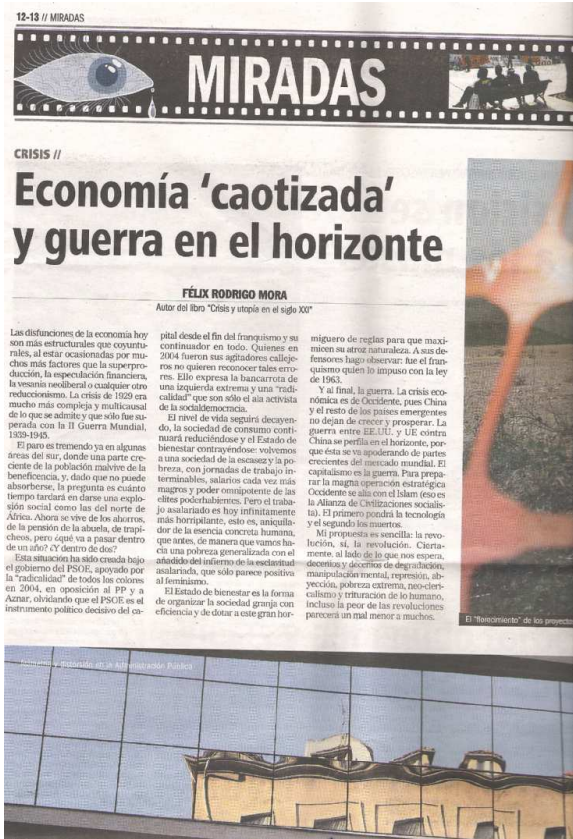 12-13 // MIRADAS
MIRADAS
CRISIS //
Economía 'caotizada'
y guerra en el horizonte
FÉLIX RODRIGO MORA
Autor del libro "Crisis y utopía en el siglo XXI"
Las disfunciones de la economía hoy
son más estructurales que coyuntu-
rales, al estar ocasionadas por mu-
chos más factores que la superpro-
ducción, la especulación financiera,
la vesania neoliberal o cualquier otro
reduccionismo. La crisis de 1929 era
mucho más compleja y multicausal
de lo que se admite y que sólo fue su-
perada con la II Guerra Mundial,
1939-1945.
El paro es tremendo ya en algunas
áreas del sur, donde una parte cre-
ciente de la población malvive de la
beneficencia, y, dado que no puede
absorberse, la pregunta es cuánto
tiempo tardará en darse una explo-
sión social como las del norte de
África. Ahora se vive de los ahorros,
de la pensión de la abuela, de trapi-
cheos, pero ¿qué va a pasar dentro
de un año? ¿Y dentro de dos?
Esta situación ha sido creada bajo
el gobierno del PSOE, apoyado por
la "radicalidad" de todos los colores
en 2004, en oposición al PP y a
Aznar, olvidando que el PSOE es el
instrumento político decisivo del ca-
pital desde el fin del franquismo y su
continuador en todo. Quienes en
2004 fueron sus agitadores calleje-
ros no quieren reconocer tales erro-
res. Ello expresa la bancarrota de
una izquierda extrema y una "radi-
calidad" que son sólo el ala activista
de la socialdemocracia.
El nivel de vida seguirá decayen-
do, la sociedad de consumo conti-
nuará reduciéndose y el Estado de
bienestar contrayéndose: volvemos
a una sociedad de la escasez y la po-
breza, con jornadas de trabajo in-
terminables, salarios cada vez más
magros y poder omnipotente de las
elites poderhabientes. Pero el traba-
jo asalariado es hoy infinitamente
más horripilante, esto es, aniquila-
dor de la esencia concreta humana,
que antes, de manera que vamos ha-
cia una pobreza generalizada con el
añadido del infierno de la esclavitud
asalariada, que sólo parece positiva
al feminismo.
El Estado de bienestar es la forma
de organizar la sociedad granja con
eficiencia y de dotar a este gran hor-
miguero de reglas para que maxi-
micen su atroz naturaleza. A sus de-
fensores hago observar: fue el fran-
quismo quien lo impuso con la ley
de 1963.
Y al final, la guerra. La crisis eco-
nómica es de Occidente, pues China
y el resto de los países emergentes
no dejan de crecer y prosperar. La
guerra entre EE.UU. y UE contra
China se perfila en el horizonte, por-
que ésta se va apoderando de partes
crecientes del mercado mundial. El
capitalismo es la guerra. Para prepa-
rar la magna operación estratégica
Occidente se alía con el Islam (eso es
la Alianza de Civilizaciones socialis-
ta). El primero pondrá la tecnología
y el segundo los muertos.
Mi propuesta es sencilla: la revo-
lución, sí, la revolución. Cierta-
mente, al lado de lo que nos espera,
decenios y decenios de degradación,
manipulación mental, represión, ab-
yección, pobreza extrema, neo-cleri-
calismo y trituración de lo humano,
incluso la peor de las revoluciones
parecerá un mal menor a muchos.
El "florecimiento" de los proyecto
y distorsión en la Administración Pública